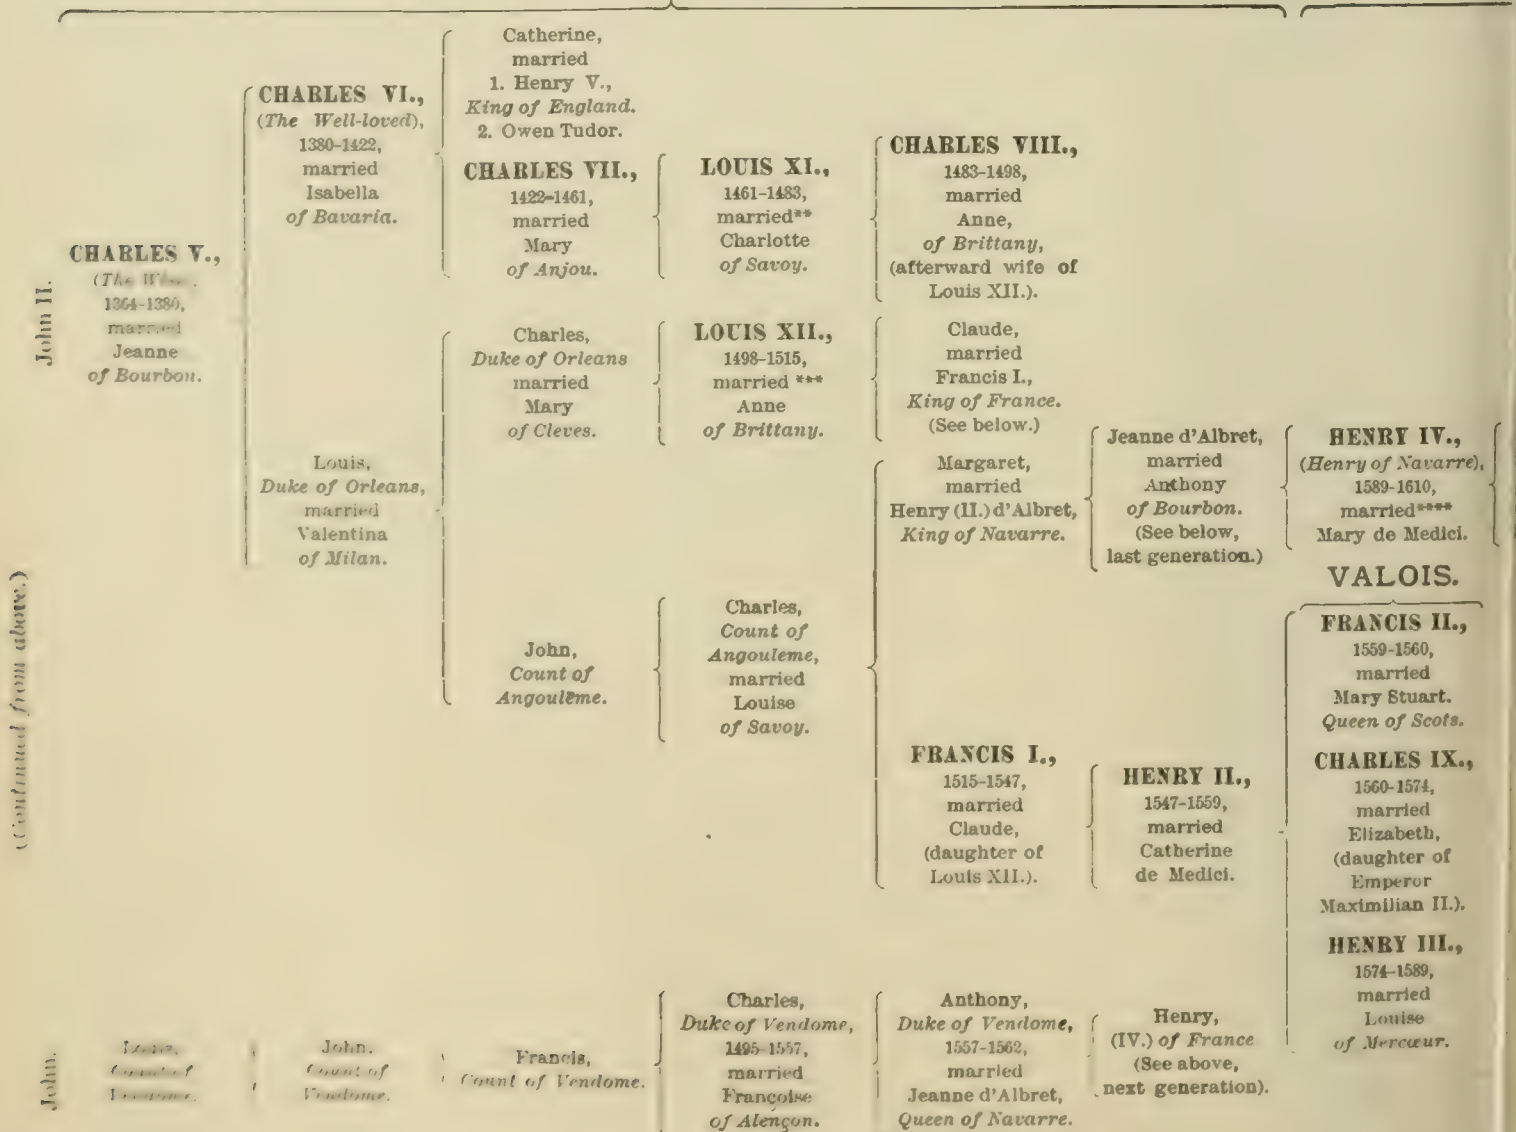 John II.
CHARLES V.,
(The
1364-1380,
married
Jeanne
of Bourbon.
CHARLES VI.,
(The Well-loved),
1380-1422,
married
Isabella
of Bavaria.
Louis,
Duke of Orleans,
married
Valentina
of Milan.
Catherine,
married
1. Henry V.,
King of England.
2. Owen Tudor.
CHARLES VII.,
1422-1461,
married
Mary
of Anjou.
Charles,
Duke of Orleans
married
Mary
of Cleves.
John,
Count of
Angoulême.
LOUIS XI.,
1461-1483,
married**
Charlotte
of Savoy.
LOUIS XII.,
1498-1515,
married ***
Anne
of Brittany.
Charles,
Count of
Angouleme,
married
Louise
of Savoy.
CHARLES VIII.,
1483-1498,
married
Anne,
of Brittany,
(afterward wife of
Louis XII.).
Claude,
married
Francis I.,
King of France.
(See below.)
Margaret,
married
Henry (II.) d'Albret,
King of Navarre.
FRANCIS I.,
1515-1547,
married
Claude,
(daughter of
Louis XII.).
Jeanne d'Albret,
married
Anthony
of Bourbon.
(See below,
last generation.)
HENRY II.,
1547-1559,
married
Catherine
de Medici.
HENRY IV.,
(Henry of Navarre),
1589-1610,
married****
Mary de Medici.
VALOIS.
FRANCIS II.,
1559-1560,
married
Mary Stuart.
Queen of Scots.
CHARLES IX.,
1560-1574,
married
Elizabeth,
(daughter of
Emperor
Maximilian II.).
HENRY III.,
1574-1589,
married
Louise
of Mercœur.
(Continued from above.)
John.
Louis,
Count of
John.
Count of
Vendome.
Francis,
Count of Vendome.
Charles,
Duke of Vendome,
1495-1557,
married
Françoise
of Alençon.
Anthony,
Duke of Vendome,
1557-1562,
married
Jeanne d'Albret,
Queen of Navarre.
Henry,
(IV.) of France
(See above,
next generation).